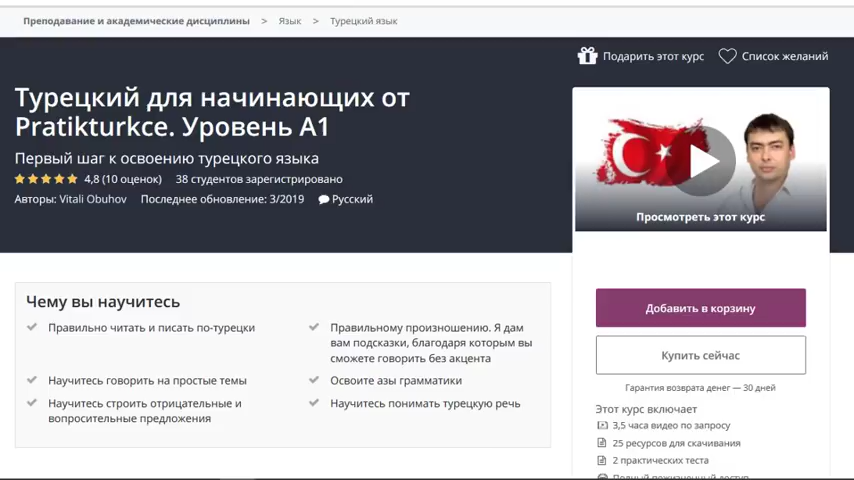 Преподавание и академические дисциплины > Язык > Турецкий язык
Подарить этот курс Список желаний
Турецкий для начинающих от
Pratikturkce. Уровень А1
Первый шаг к освоению турецкого языка
4,8 (10 оценок) 38 студентов зарегистрировано
Авторы: Vitali Obuhov Последнее обновление: 3/2019 Русский
Просмотреть этот курс
Чему вы научитесь
Правильно читать и писать по-турецки
Правильному произношению. Я дам
вам подсказки, благодаря которым вы
сможете говорить без акцента
Научитесь говорить на простые темы
Освоите азы грамматики
Научитесь строить отрицательные и
вопросительные предложения
Научитесь понимать турецкую речь
Добавить в корзину
Купить сейчас
Гарантия возврата денег — 30 дней
Этот курс включает
3,5 часа видео по запросу
25 ресурсов для скачивания
2 практических теста
Полный пожизненный доступ